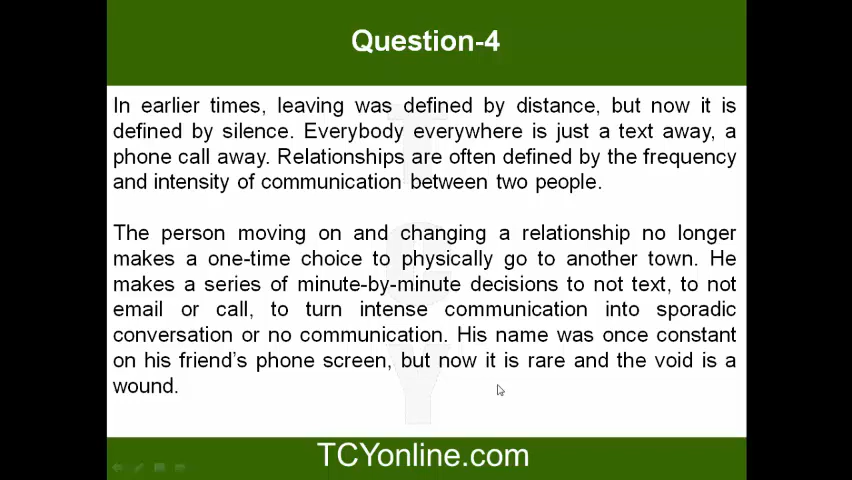 Question-4
In earlier times, leaving was defined by distance, but now it is
defined by silence. Everybody everywhere is just a text away, a
phone call away. Relationships are often defined by the frequency
and intensity of communication between two people.
The person moving on and changing a relationship no longer
makes a one-time choice to physically go to another town. He
makes a series of minute-by-minute decisions to not text, to not
email or call, to turn intense communication into sporadic
conversation or no communication. His name was once constant
on his friend's phone screen, but now it is rare and the void is a
wound.
TCYonline.com